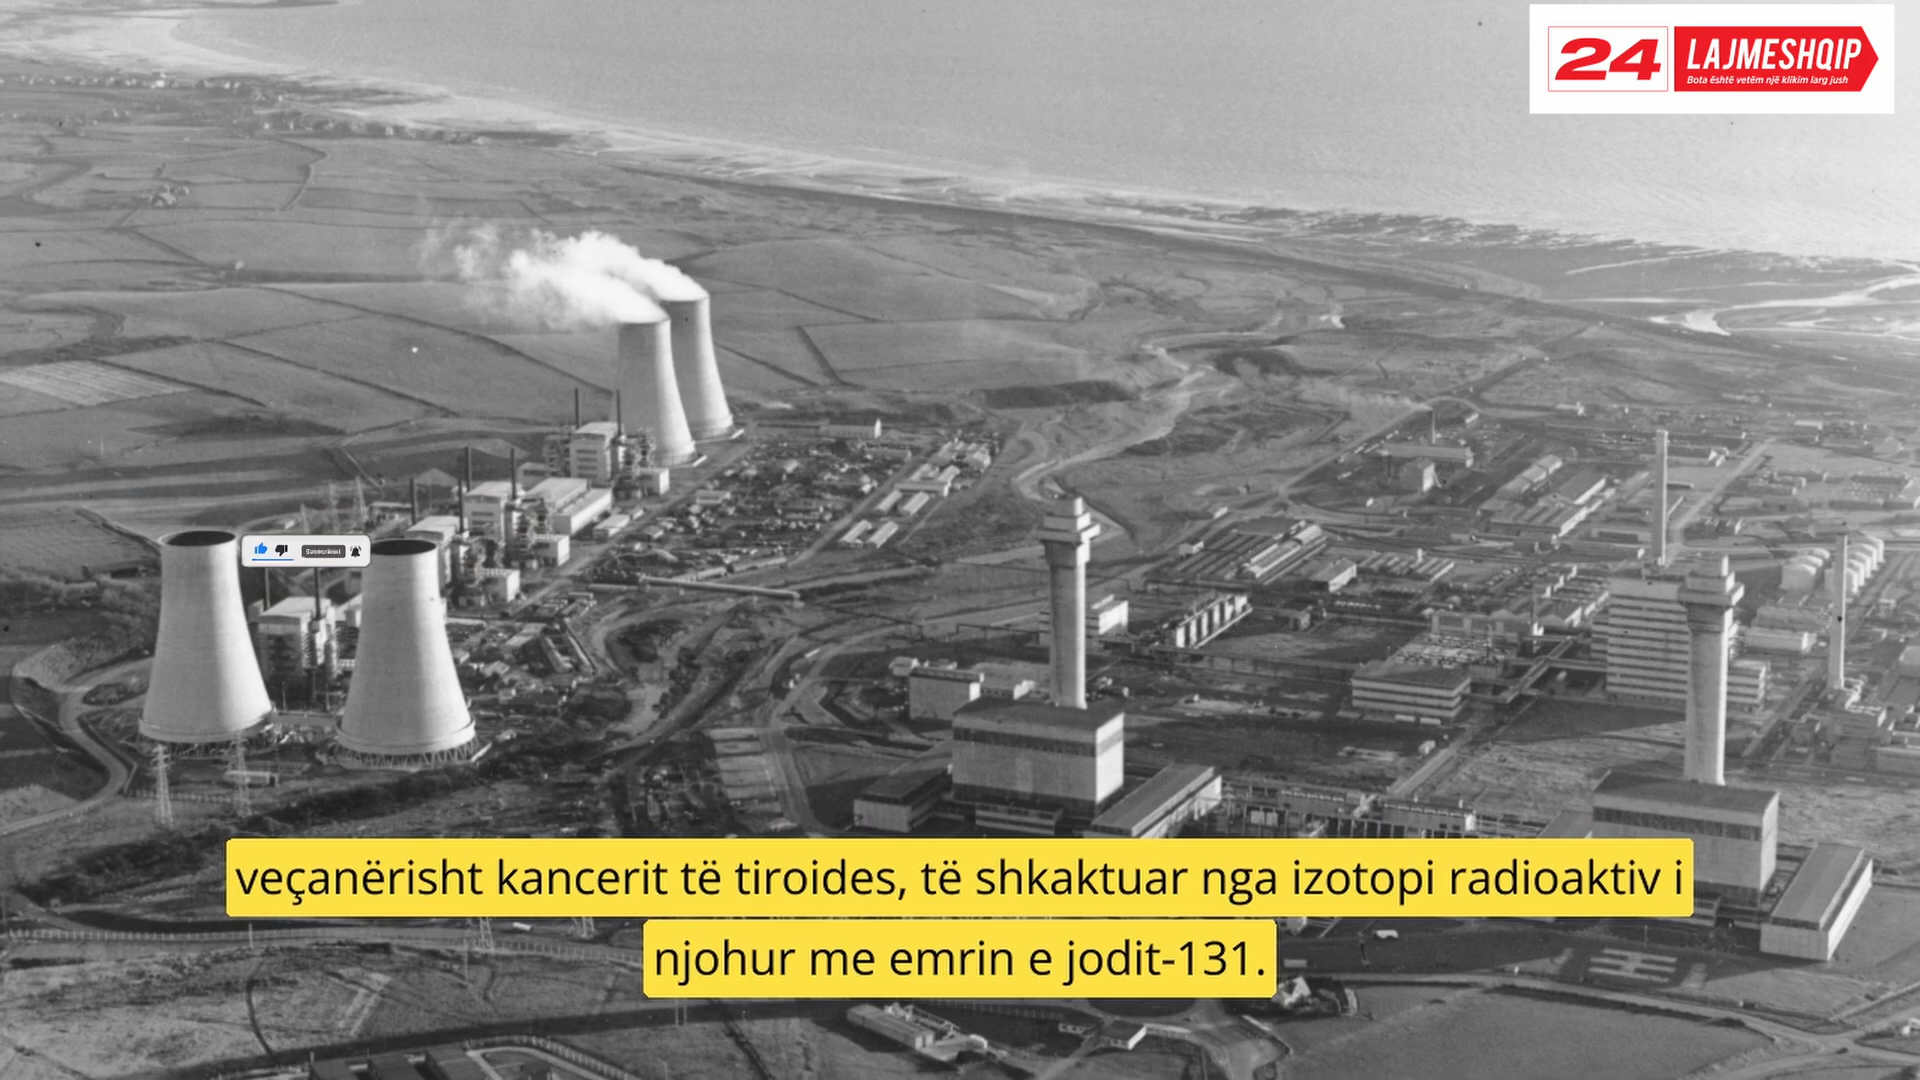 24 LAJMESHQIP
Bota është vetëm një klikim larg jush
Subscribed
veçanërisht kancerit të tiroides, të shkaktuar nga izotopi radioaktiv i
njohur me emrin e jodit-131.